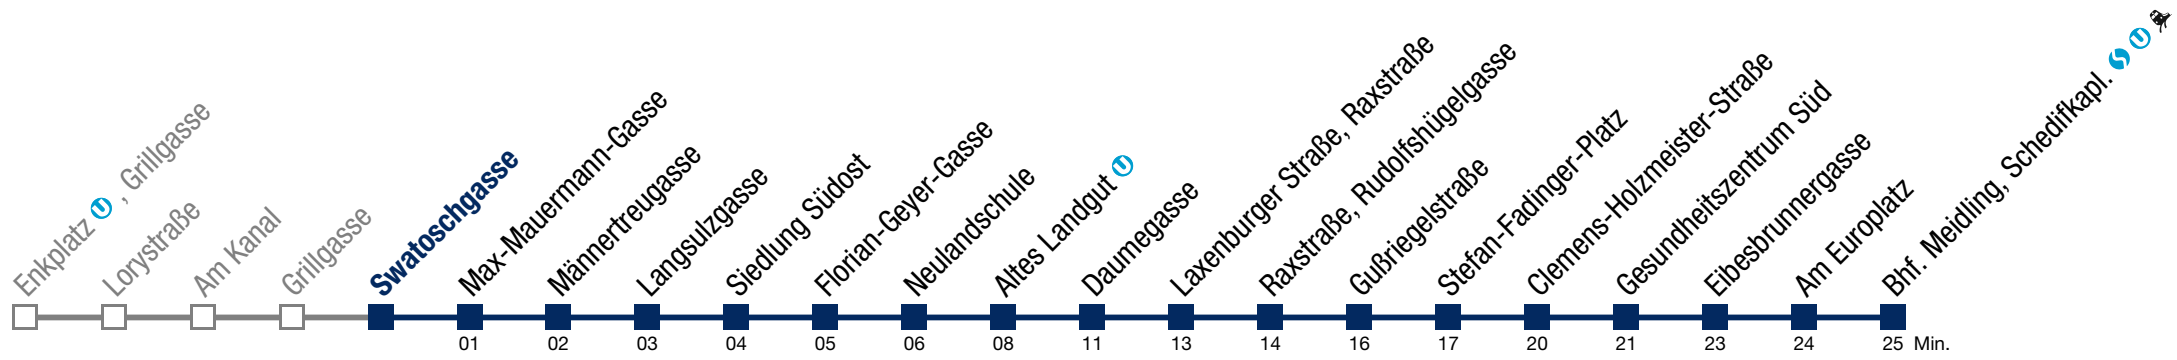 Enkplatz U, Grillgasse
Lorystraße
Am Kanal
Grillgasse
Swatoschgasse
Max-Mauermann-Gasse
Männertreugasse
Langsulzgasse
Siedlung Südost
Florian-Geyer-Gasse
Neulandschule
Altes Landgut U
Daumegasse
Laxenburger Straße, Raxstraße
Raxstraße, Rudolfshügelgasse
Gußriegelstraße
Stefan-Fadinger-Platz
Clemens-Holzmeister-Straße
Gesundheitszentrum Süd
Eibesbrunnergasse
Am Europlatz
Bhf. Meidling, Schedifkapl. S U
01 02 03 04 05 06 08 11 13 14 16 17 20 21 23 24 25 Min.